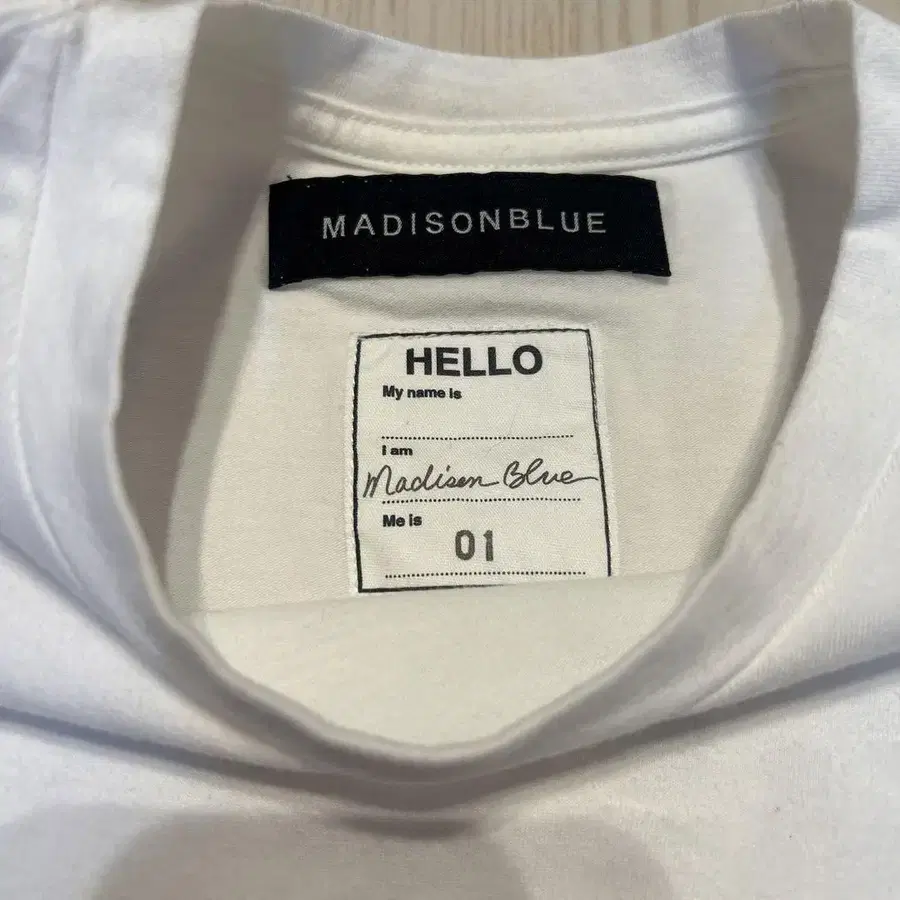 MADISONBLUE
HELLO
My name is
I am
Madison Blue
Me is
01